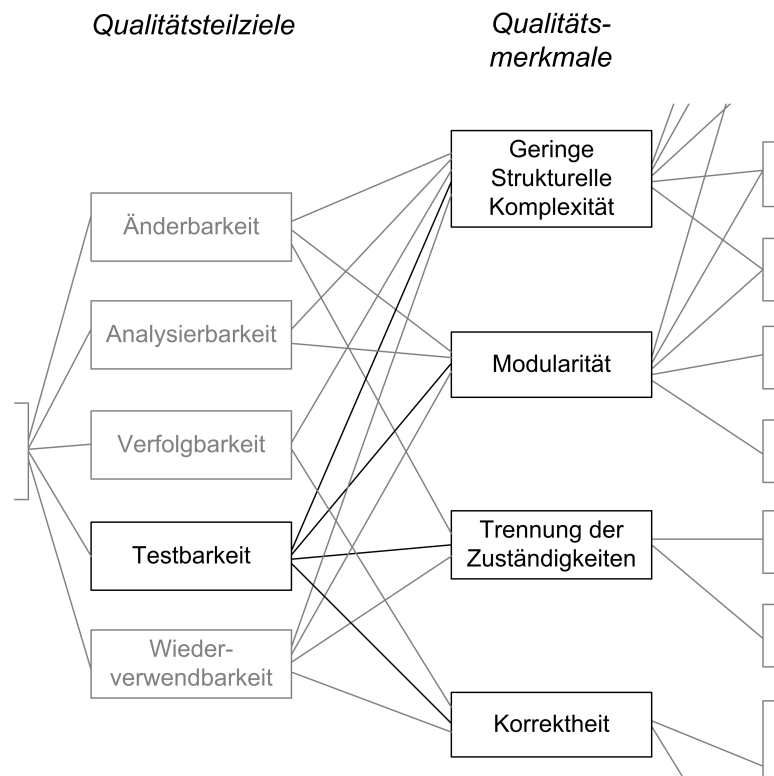 Qualitätsteilziele
Qualitäts-
merkmale
Geringe
Strukturelle
Komplexität
Änderbarkeit
Analysierbarkeit
Modularität
Verfolgbarkeit
Testbarkeit
Trennung der
Zuständigkeiten
Wieder-
verwendbarkeit
Korrektheit